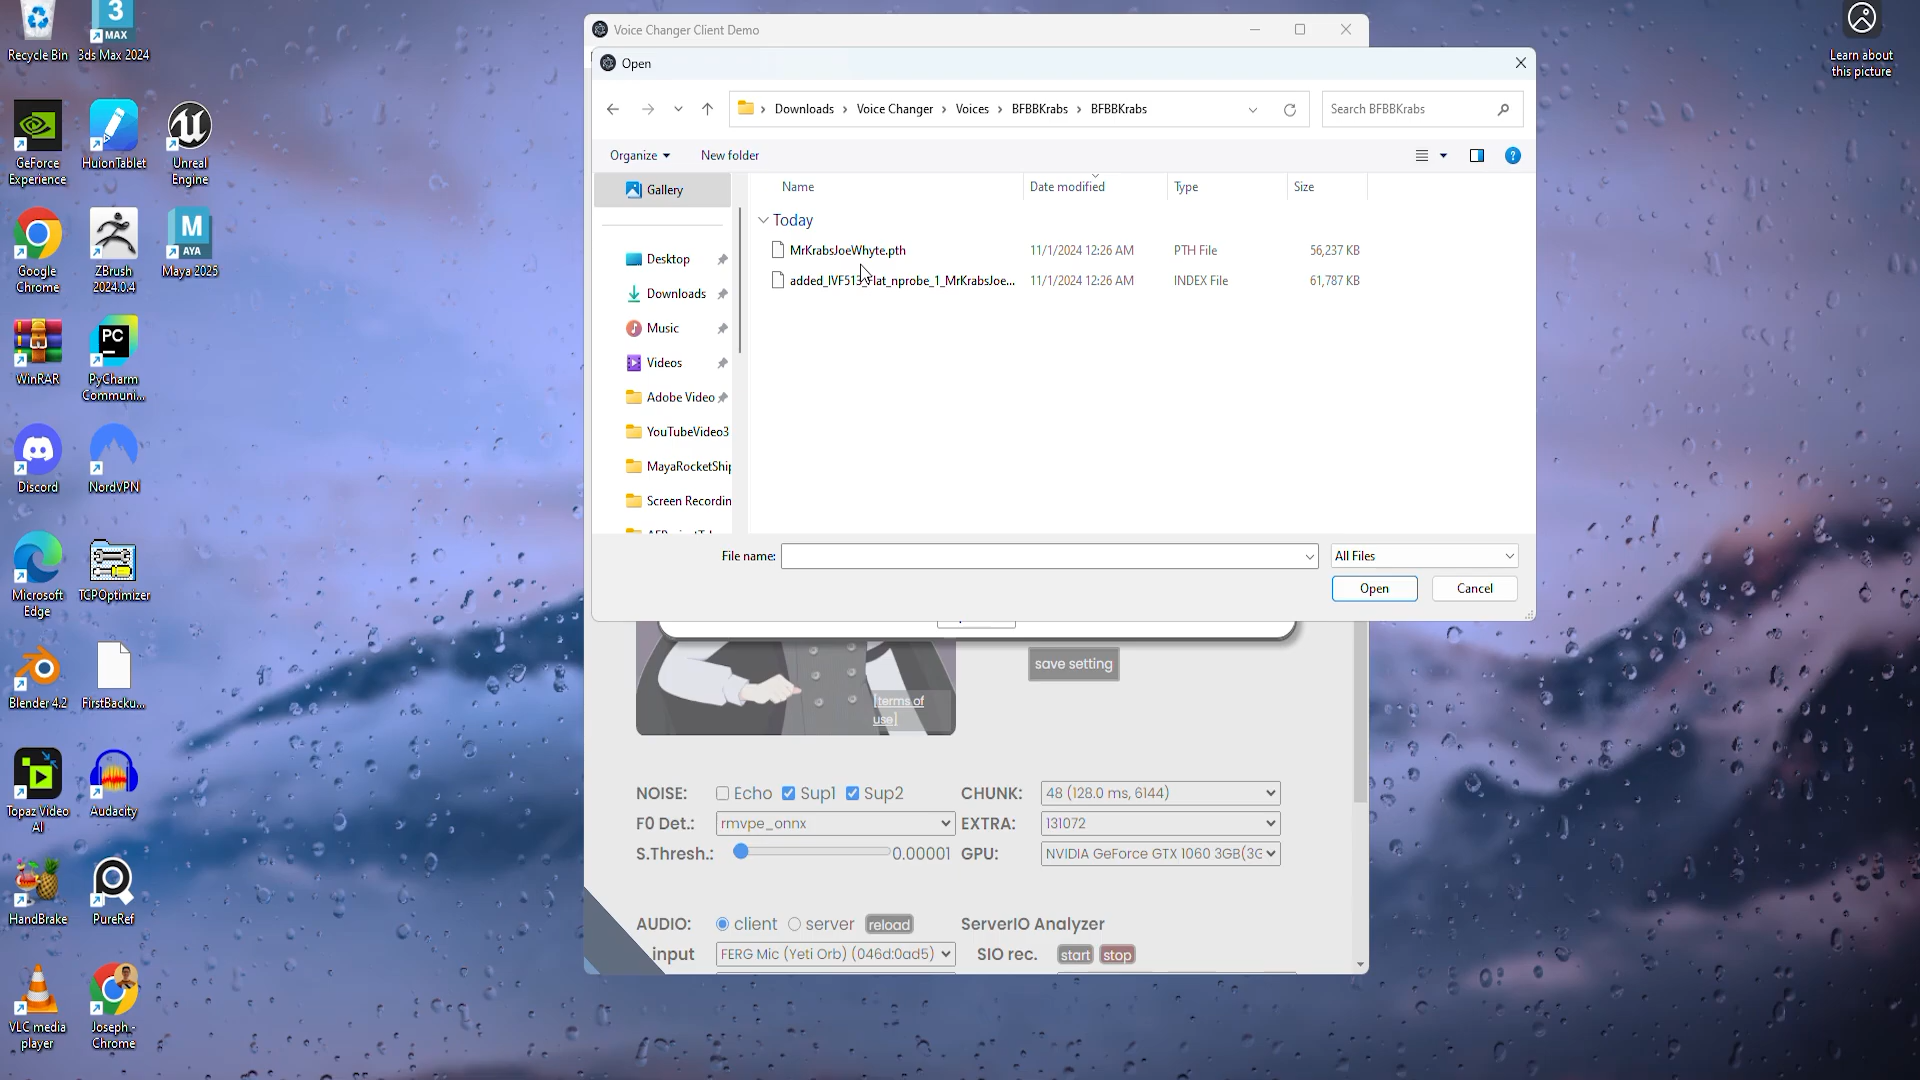 Recycle Bin
3ds Max 2024
GeForce
Experience
HuionTablet
Unreal
Engine
Google
Chrome
ZBrush
2024.0.4
Maya 2025
WinRAR
PyCharm
Communi...
Discord
NordVPN
Microsoft
Edge
TCPOptimizer
Blender 4.2
FirstBacku...
Topaz Video
AI
Audacity
HandBrake
PureRef
VLC media
player
Joseph -
Chrome
3
MAX
M
AYA
PC
Learn about
this picture
Voice Changer Client Demo
Open
Downloads > Voice Changer > Voices > BFBBKrabs > BFBBKrabs
Search BFBBKrabs
Organize
New folder
Gallery
Desktop
Downloads
Music
Videos
Adobe Video
YouTubeVideo3
MayaRocketShip
Screen Recordin
Name
Date modified
Type
Size
Today
MrKrabsJoeWhyte.pth 11/1/2024 12:26 AM PTH File 56,237 KB
added_IVF513_Flat_nprobe_1_MrKrabsJoe... 11/1/2024 12:26 AM INDEX File 61,787 KB
File name:
All Files
Open
Cancel
save setting
[terms of
use]
NOISE: Echo Sup1 Sup2
CHUNK: 48 (128.0 ms, 6144)
F0 Det.: rmvpe_onnx
EXTRA: 131072
S.Thresh.: 0.00001
GPU: NVIDIA GeForce GTX 1060 3GB(3G
AUDIO: client server reload
ServerIO Analyzer
input FERG Mic (Yeti Orb) (046d:0ad5)
SIO rec. start stop